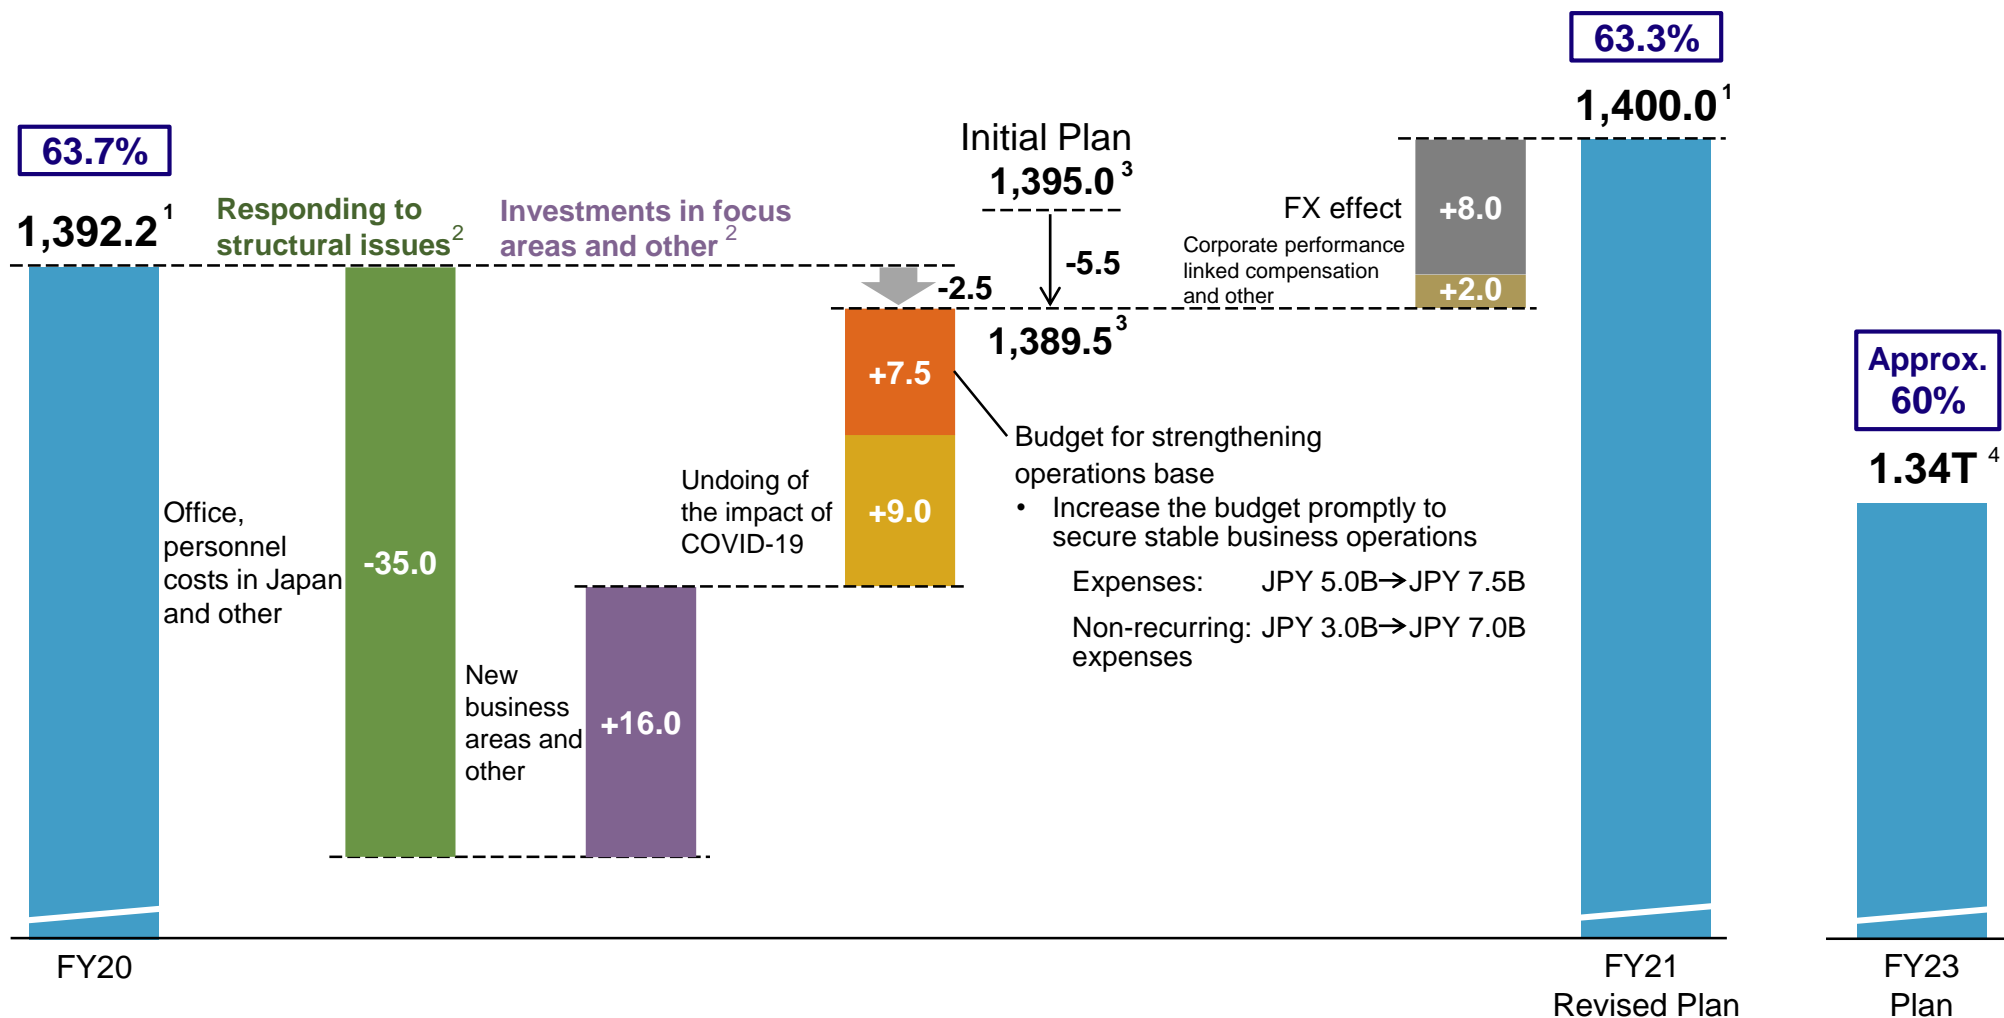 63.7%
1,392.2 1
Responding to
structural issues2
Investments in focus
areas and other 2
Initial Plan
1,395.0 3
-5.5
-2.5
1,389.5 3
FX effect
+8.0
Corporate performance
linked compensation
and other
+2.0
63.3%
1,400.0 1
Office,
personnel
costs in Japan
and other
-35.0
New
business
areas and
other
+16.0
Undoing of
the impact of
COVID-19
+7.5
+9.0
Budget for strengthening
operations base
• Increase the budget promptly to
secure stable business operations
Expenses: JPY 5.0B→JPY 7.5B
Non-recurring: JPY 3.0B→JPY 7.0B
expenses
Approx.
60%
1.34T 4
FY20
FY21
Revised Plan
FY23
Plan